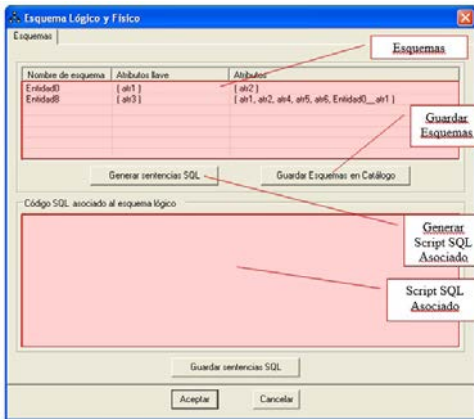 Esquema Lógico y Físico
Esquemas
Esquemas
Nombre de esquema Atributos llave Atributos
Entidad0 { atr1 } { atr2 }
Entidad8 { atr3 } { atr1, atr2, atr4, atr5, atr6, Entidad0__atr1 }
Guardar
Esquemas
Generar sentencias SQL Guardar Esquemas en Catálogo
Código SQL asociado al esquema lógico
Generar
Script SQL
Asociado
Script SQL
Asociado
Guardar sentencias SQL
Aceptar Cancelar